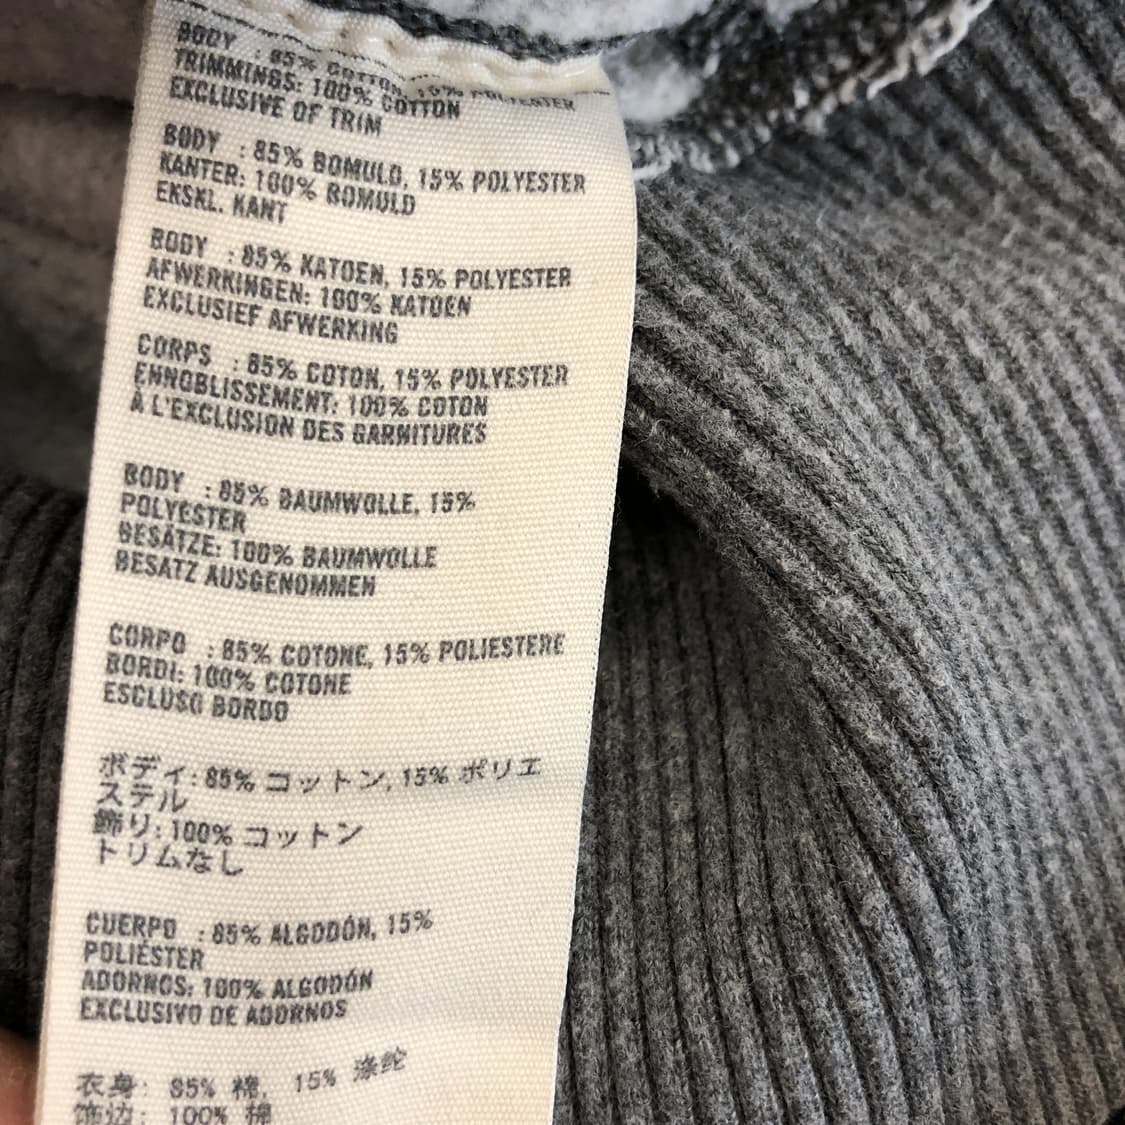 BODY : 85% COTTON, 15% POLYESTER
TRIMMINGS: 100% COTTON
EXCLUSIVE OF TRIM
BODY : 85% BOMULD, 15% POLYESTER
KANTER: 100% BOMULD
EKSKL. KANT
BODY : 85% KATOEN, 15% POLYESTER
AFWERKINGEN: 100% KATOEN
EXCLUSIEF AFWERKING
CORPS : 85% COTON, 15% POLYESTER
ENNOBLISSEMENT: 100% COTON
À L'EXCLUSION DES GARNITURES
BODY : 85% BAUMWOLLE, 15%
POLYESTER
BESÄTZE: 100% BAUMWOLLE
BESATZ AUSGENOMMEN
CORPO : 85% COTONE, 15% POLIESTERE
BORDI: 100% COTONE
ESCLUSO BORDO
ボディ: 85% コットン, 15% ポリエ
ステル
飾り: 100% コットン
トリムなし
CUERPO : 85% ALGODÓN, 15%
POLIÉSTER
ADORNOS: 100% ALGODÓN
EXCLUSIVO DE ADORNOS
衣身: 85% 棉, 15% 涤纶
饰边: 100% 棉